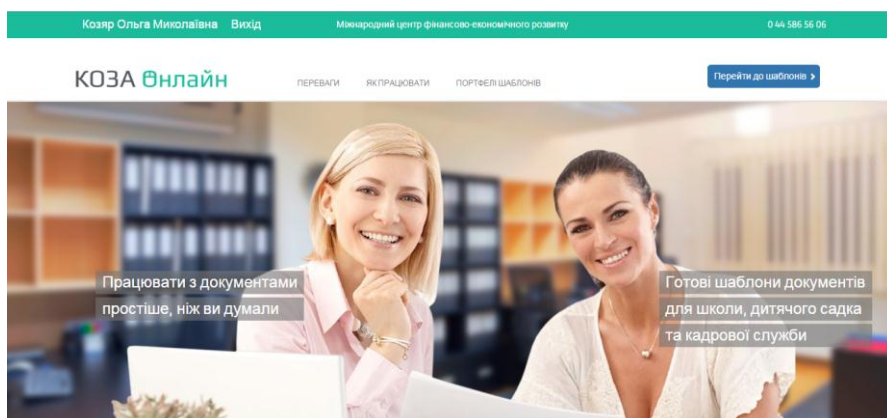 Козяр Ольга Миколаївна Вихід Міжнародний центр фінансово-економічного розвитку 0 44 586 56 06
КОЗА Онлайн ПЕРЕВАГИ ЯК ПРАЦЮВАТИ ПОРТФЕЛІ ШАБЛОНІВ Перейти до шаблонів
Працювати з документами
простіше, ніж ви думали
Готові шаблони документів
для школи, дитячого садка
та кадрової служби